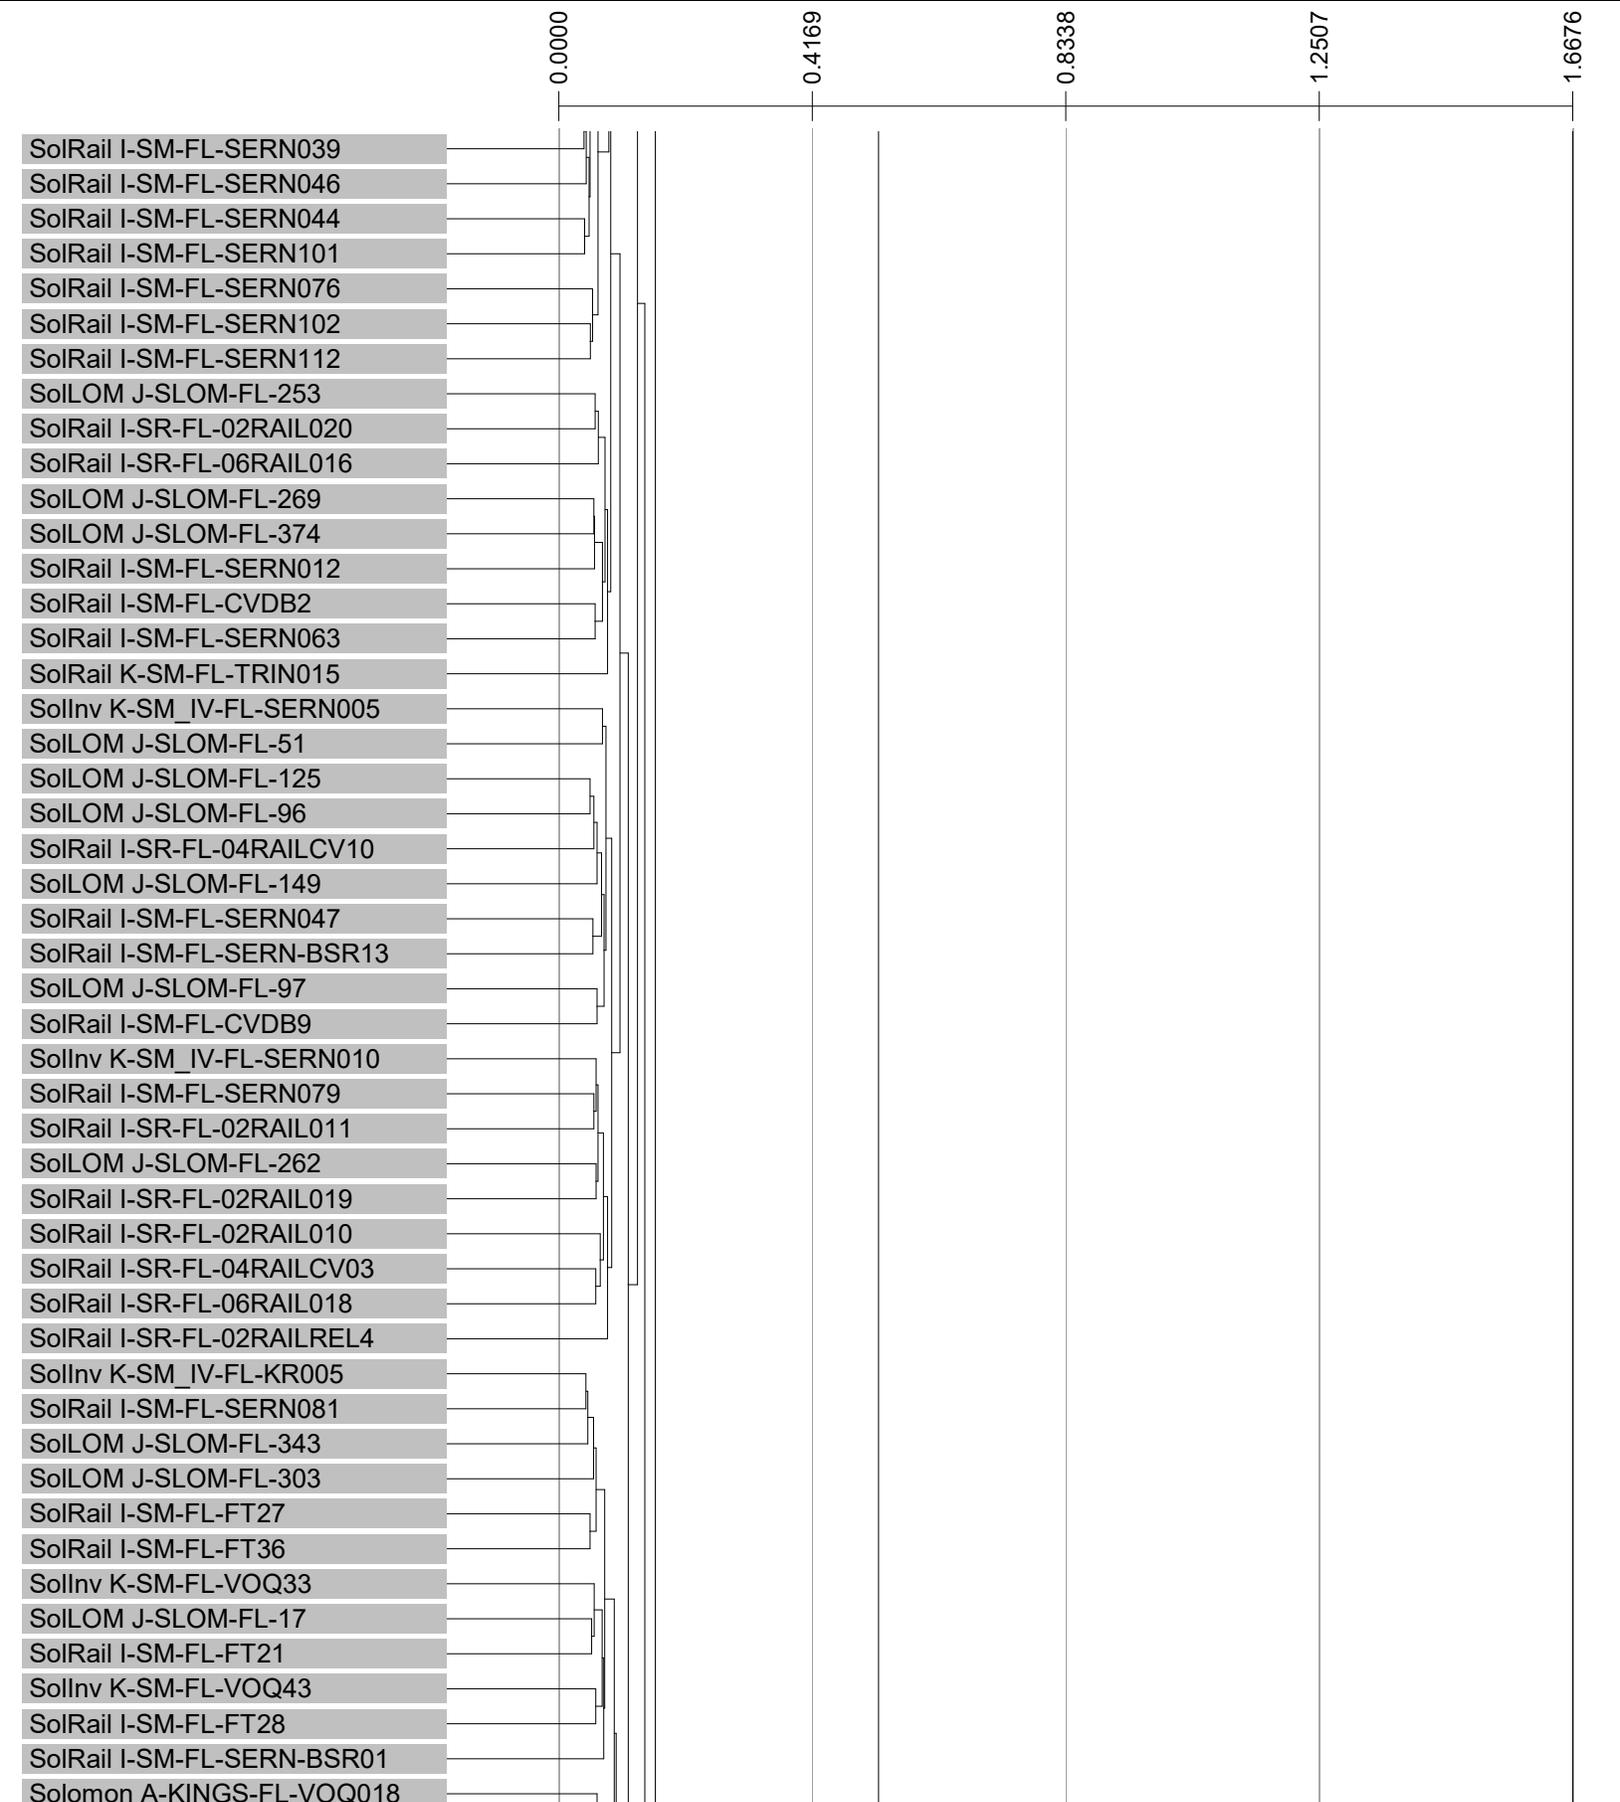 0.0000
0.4169
0.8338
1.2507
1.6676
SolRail I-SM-FL-SERN039
SolRail I-SM-FL-SERN046
SolRail I-SM-FL-SERN044
SolRail I-SM-FL-SERN101
SolRail I-SM-FL-SERN076
SolRail I-SM-FL-SERN102
SolRail I-SM-FL-SERN112
SolLOM J-SLOM-FL-253
SolRail I-SR-FL-02RAIL020
SolRail I-SR-FL-06RAIL016
SolLOM J-SLOM-FL-269
SolLOM J-SLOM-FL-374
SolRail I-SM-FL-SERN012
SolRail I-SM-FL-CVDB2
SolRail I-SM-FL-SERN063
SolRail K-SM-FL-TRIN015
SolInv K-SM_IV-FL-SERN005
SolLOM J-SLOM-FL-51
SolLOM J-SLOM-FL-125
SolLOM J-SLOM-FL-96
SolRail I-SR-FL-04RAILCV10
SolLOM J-SLOM-FL-149
SolRail I-SM-FL-SERN047
SolRail I-SM-FL-SERN-BSR13
SolLOM J-SLOM-FL-97
SolRail I-SM-FL-CVDB9
SolInv K-SM_IV-FL-SERN010
SolRail I-SM-FL-SERN079
SolRail I-SR-FL-02RAIL011
SolLOM J-SLOM-FL-262
SolRail I-SR-FL-02RAIL019
SolRail I-SR-FL-02RAIL010
SolRail I-SR-FL-04RAILCV03
SolRail I-SR-FL-06RAIL018
SolRail I-SR-FL-02RAILREL4
SolInv K-SM_IV-FL-KR005
SolRail I-SM-FL-SERN081
SolLOM J-SLOM-FL-343
SolLOM J-SLOM-FL-303
SolRail I-SM-FL-FT27
SolRail I-SM-FL-FT36
SolInv K-SM-FL-VOQ33
SolLOM J-SLOM-FL-17
SolRail I-SM-FL-FT21
SolInv K-SM-FL-VOQ43
SolRail I-SM-FL-FT28
SolRail I-SM-FL-SERN-BSR01
Solomon A-KINGS-FL-VOQ018